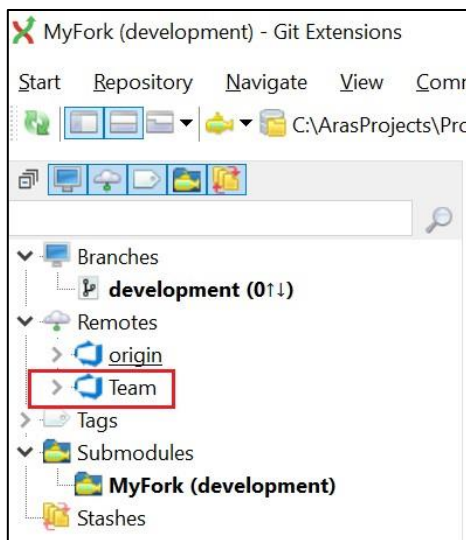 MyFork (development) - Git Extensions
Start Repository Navigate View Comm
C:\ArasProjects\Pro
Branches
development (0↑↓)
Remotes
origin
Team
Tags
Submodules
MyFork (development)
Stashes